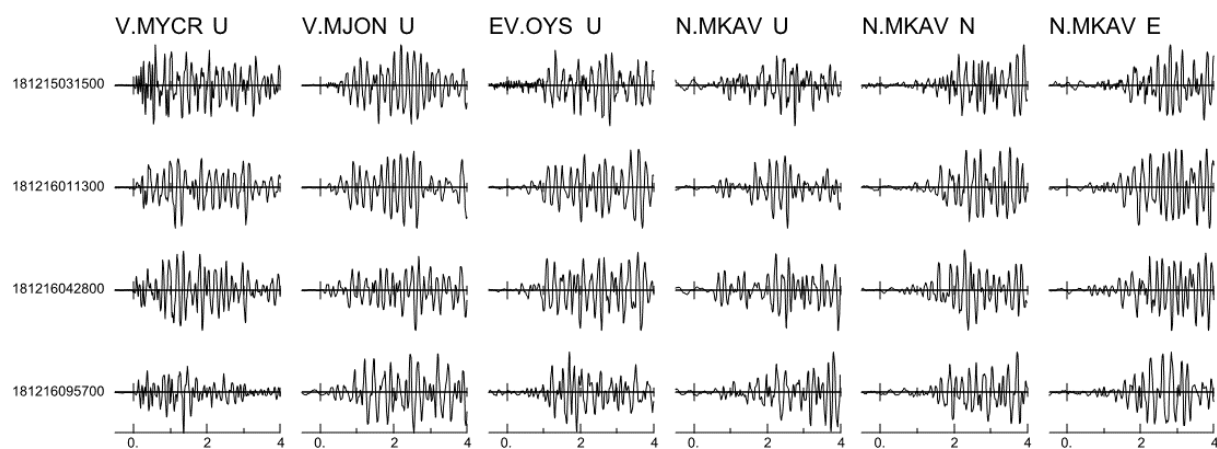 V.MYCR U V.MJON U EV.OYS U N.MKAV U N.MKAV N N.MKAV E
181215031500
181216011300
181216042800
181216095700
0. 2 4 0. 2 4 0. 2 4 0. 2 4 0. 2 4 0. 2 4